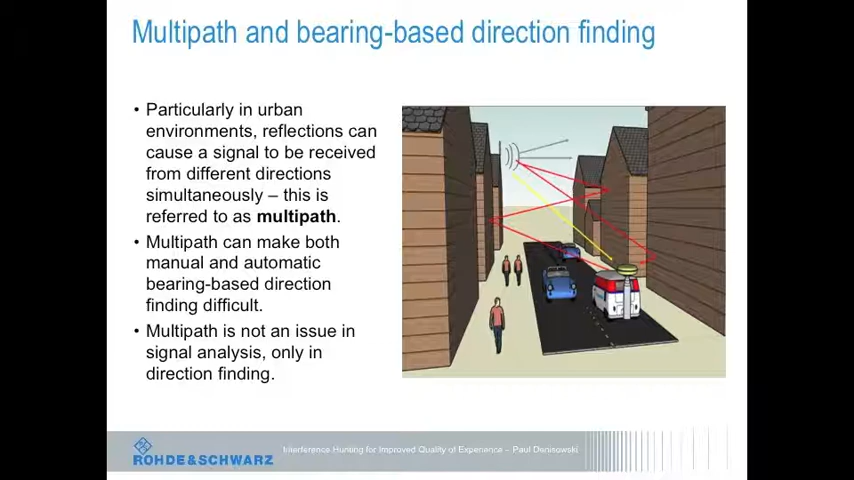 Multipath and bearing-based direction finding
• Particularly in urban
environments, reflections can
cause a signal to be received
from different directions
simultaneously – this is
referred to as multipath.
• Multipath can make both
manual and automatic
bearing-based direction
finding difficult.
• Multipath is not an issue in
signal analysis, only in
direction finding.
ROHDE&SCHWARZ
Interference Hunting for Improved Quality of Experience – Paul Denisowski